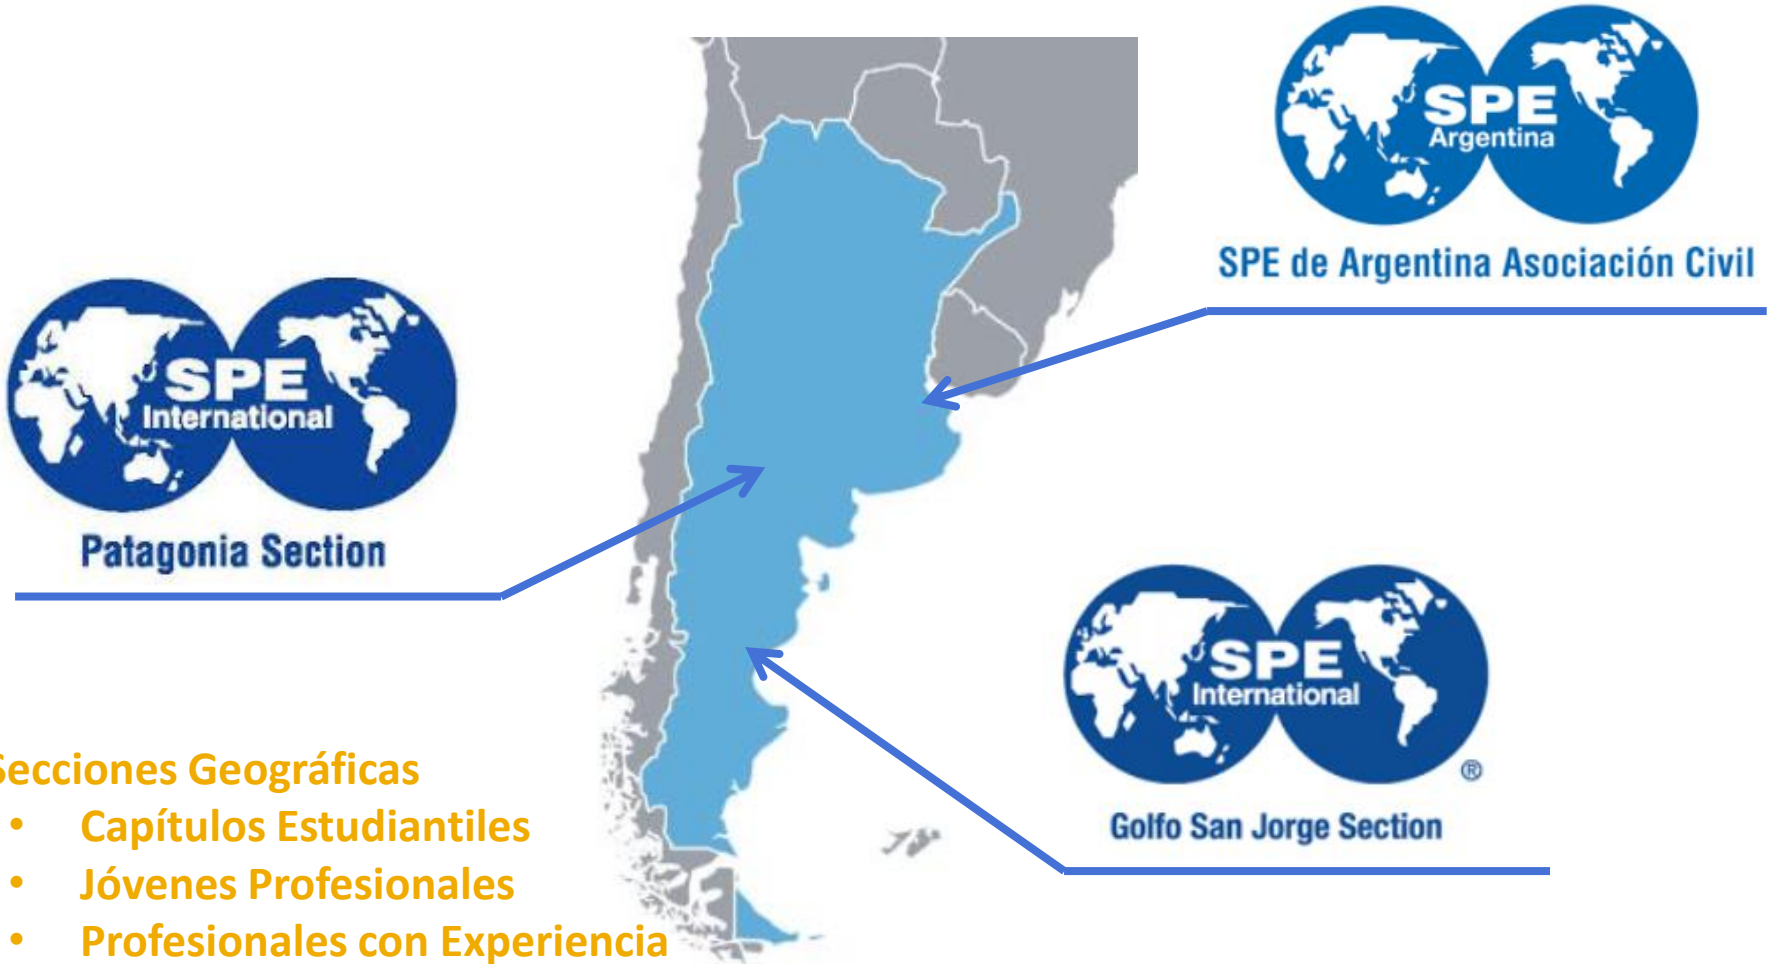 SPE
Argentina
SPE de Argentina Asociación Civil
SPE
International
Patagonia Section
SPE
International
®
Golfo San Jorge Section
Secciones Geográficas
• Capítulos Estudiantiles
• Jóvenes Profesionales
• Profesionales con Experiencia